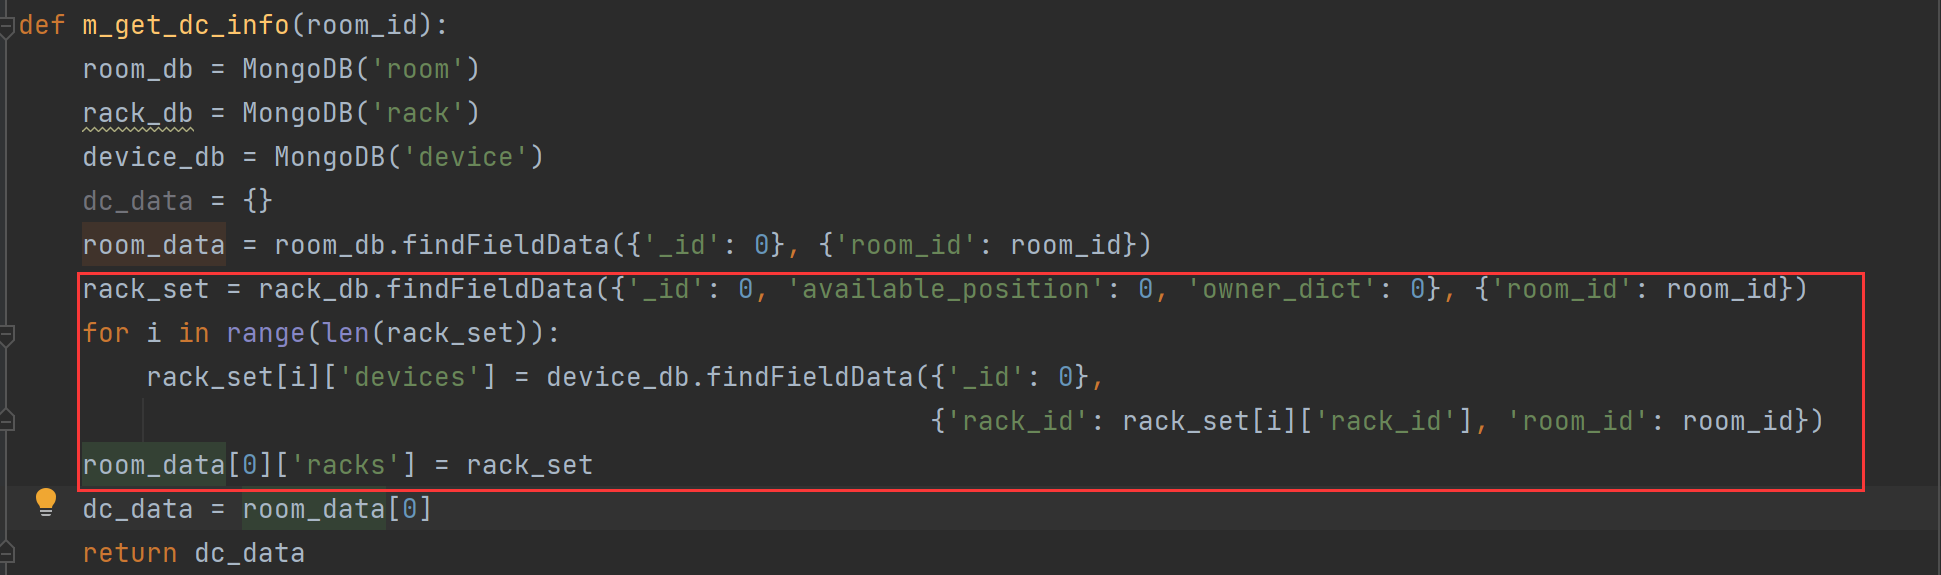 def m_get_dc_info(room_id):
    room_db = MongoDB('room')
    rack_db = MongoDB('rack')
    device_db = MongoDB('device')
    dc_data = {}
    room_data = room_db.findFieldData({'_id': 0}, {'room_id': room_id})
    rack_set = rack_db.findFieldData({'_id': 0, 'available_position': 0, 'owner_dict': 0}, {'room_id': room_id})
    for i in range(len(rack_set)):
        rack_set[i]['devices'] = device_db.findFieldData({'_id': 0},
                                                         {'rack_id': rack_set[i]['rack_id'], 'room_id': room_id})
    room_data[0]['racks'] = rack_set
    dc_data = room_data[0]
    return dc_data